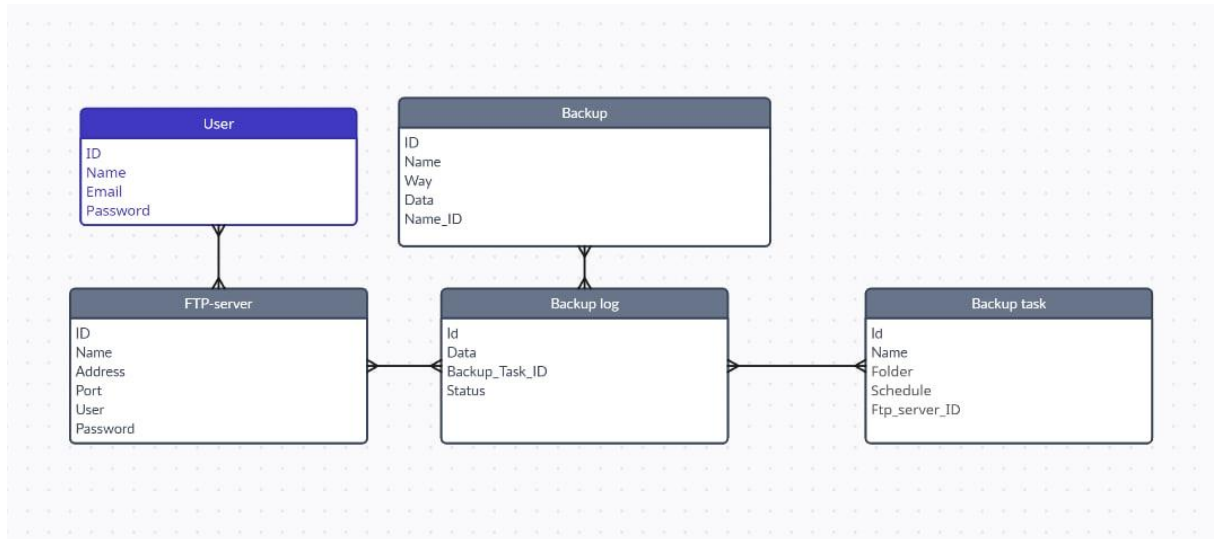 User
ID
Name
Email
Password
Backup
ID
Name
Way
Data
Name_ID
FTP-server
ID
Name
Address
Port
User
Password
Backup log
Id
Data
Backup_Task_ID
Status
Backup task
Id
Name
Folder
Schedule
Ftp_server_ID